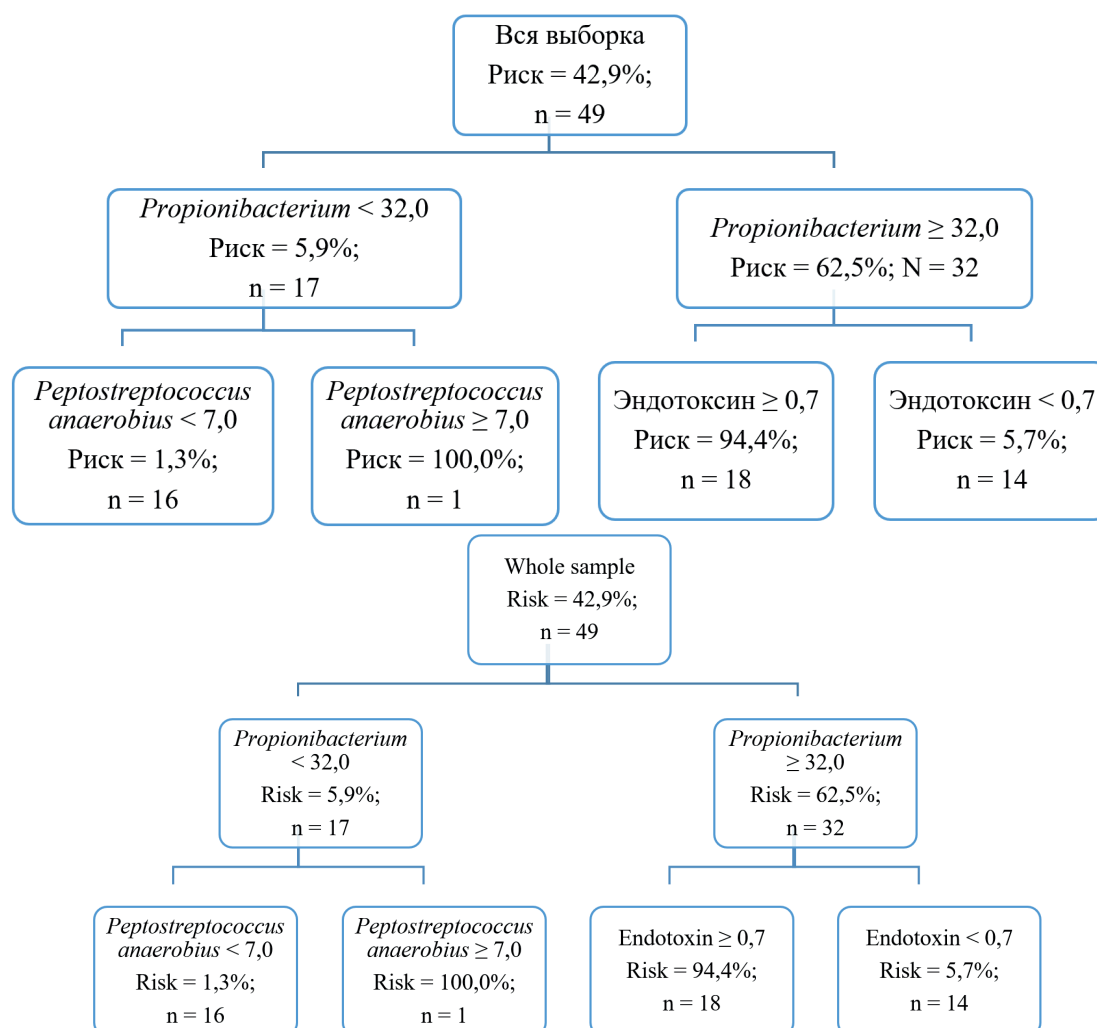 Вся выборка
Риск = 42,9%;
n = 49
Propionibacterium < 32,0
Риск = 5,9%;
n = 17
Propionibacterium ≥ 32,0
Риск = 62,5%; N = 32
Peptostreptococcus
anaerobius < 7,0
Риск = 1,3%;
n = 16
Peptostreptococcus
anaerobius ≥ 7,0
Риск = 100,0%;
n = 1
Эндотоксин ≥ 0,7
Риск = 94,4%;
n = 18
Эндотоксин < 0,7
Риск = 5,7%;
n = 14
Whole sample
Risk = 42,9%;
n = 49
Propionibacterium
< 32,0
Risk = 5,9%;
n = 17
Propionibacterium
≥ 32,0
Risk = 62,5%;
n = 32
Peptostreptococcus
anaerobius < 7,0
Risk = 1,3%;
n = 16
Peptostreptococcus
anaerobius ≥ 7,0
Risk = 100,0%;
n = 1
Endotoxin ≥ 0,7
Risk = 94,4%;
n = 18
Endotoxin < 0,7
Risk = 5,7%;
n = 14